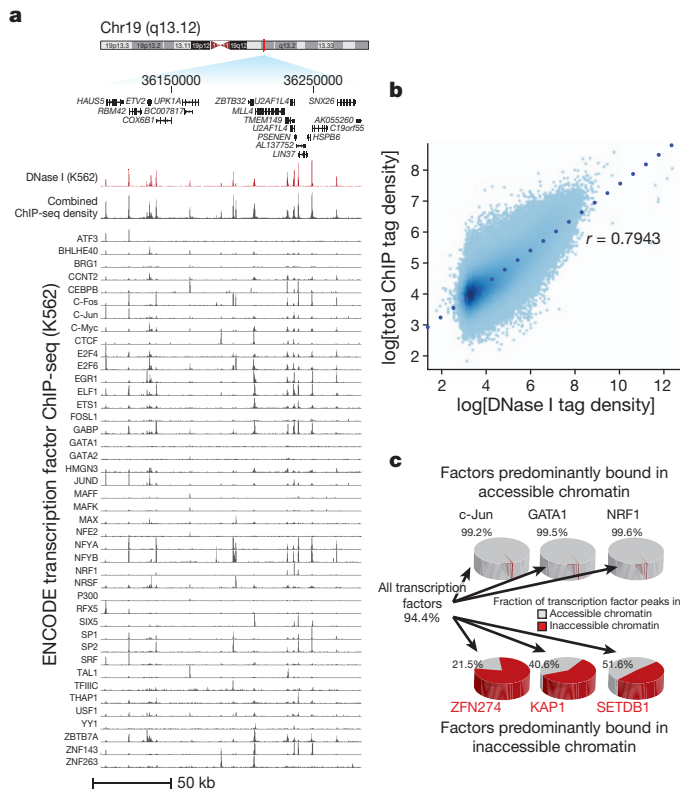 a
Chr19 (q13.12)
19p13.3 19p13.2 13.11 19p12 19q12 q13.2 13.33
36150000 36250000
HAUS5 ETV2 UPK1A ZBTB32 U2AF1L4 SNX26
RBM42 BC007817 MLL4 AK055260
COX6B1 TMEM149 C19orf55
U2AF1L4 HSPB6
PSENEN
AL137752
LIN37
DNase I (K562)
Combined
ChIP-seq density
ENCODE transcription factor ChIP-seq (K562)
ATF3
BHLHE40
BRG1
CCNT2
CEBPB
C-Fos
C-Jun
C-Myc
CTCF
E2F4
E2F6
EGR1
ELF1
ETS1
FOSL1
GABP
GATA1
GATA2
HMGN3
JUND
MAFF
MAFK
MAX
NFE2
NFYA
NFYB
NRF1
NRSF
P300
RFX5
SIX5
SP1
SP2
SRF
TAL1
TFIIIC
THAP1
USF1
YY1
ZBTB7A
ZNF143
ZNF263
50 kb
b
log[total ChIP tag density]
8
7
6
5
4
3
2
r = 0.7943
2 4 6 8 10 12
log[DNase I tag density]
c
Factors predominantly bound in
accessible chromatin
c-Jun GATA1 NRF1
99.2% 99.5% 99.6%
All transcription
factors
94.4%
Fraction of transcription factor peaks in
Accessible chromatin
Inaccessible chromatin
21.5% 40.6% 51.6%
ZFN274 KAP1 SETDB1
Factors predominantly bound in
inaccessible chromatin